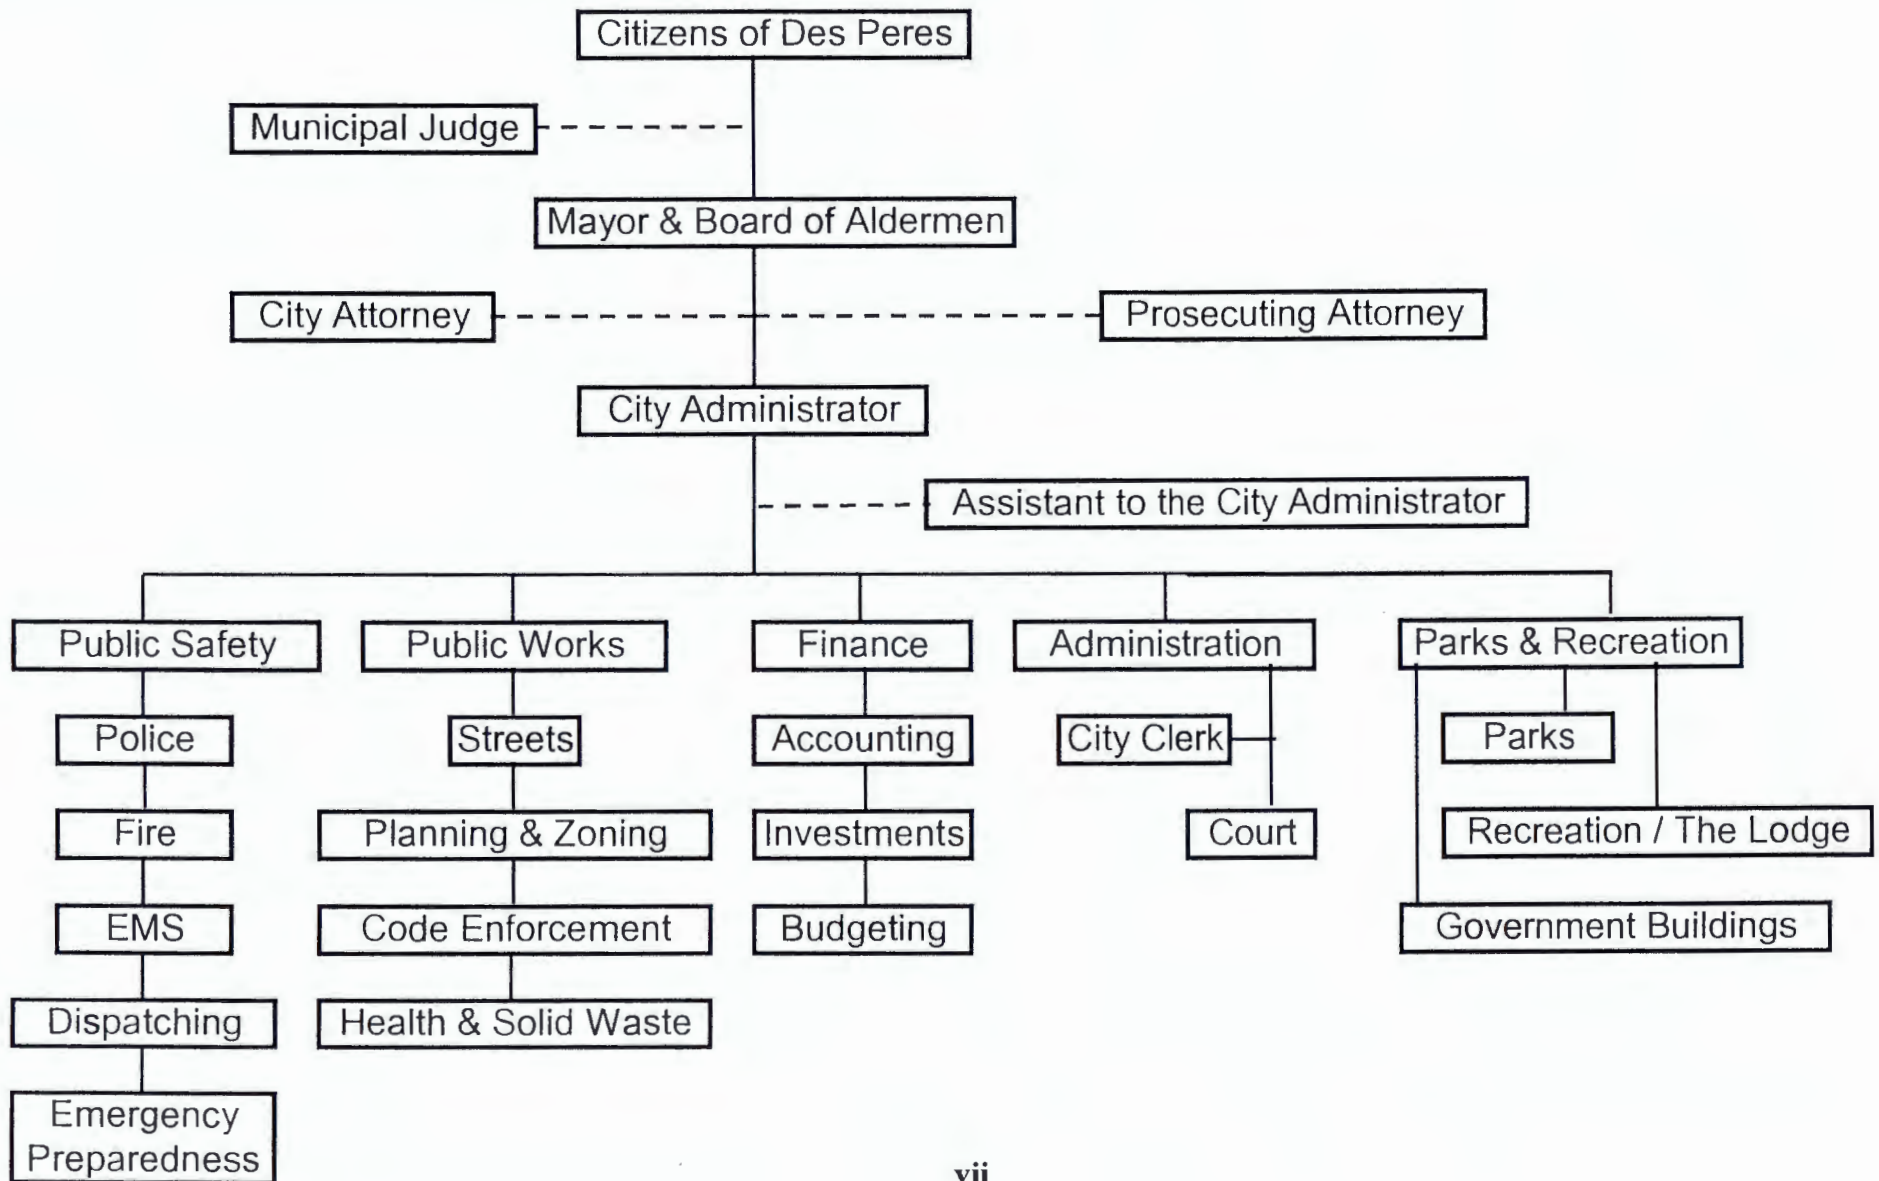 Citizens of Des Peres
Municipal Judge
Mayor & Board of Aldermen
City Attorney
Prosecuting Attorney
City Administrator
Assistant to the City Administrator
Public Safety
Public Works
Finance
Administration
Parks & Recreation
Police
Streets
Accounting
City Clerk
Parks
Fire
Planning & Zoning
Investments
Court
Recreation / The Lodge
EMS
Code Enforcement
Budgeting
Government Buildings
Dispatching
Health & Solid Waste
Emergency
Preparedness
vii